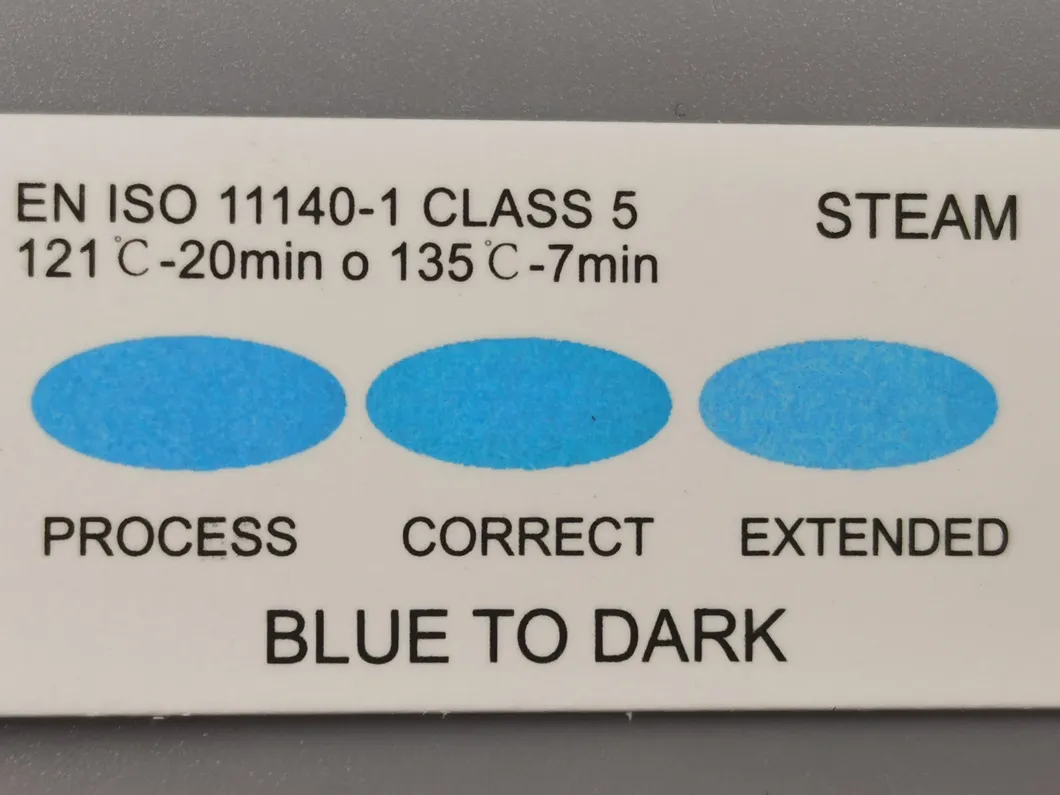 EN ISO 11140-1 CLASS 5
STEAM
121℃-20min o 135℃-7min
PROCESS
CORRECT
EXTENDED
BLUE TO DARK